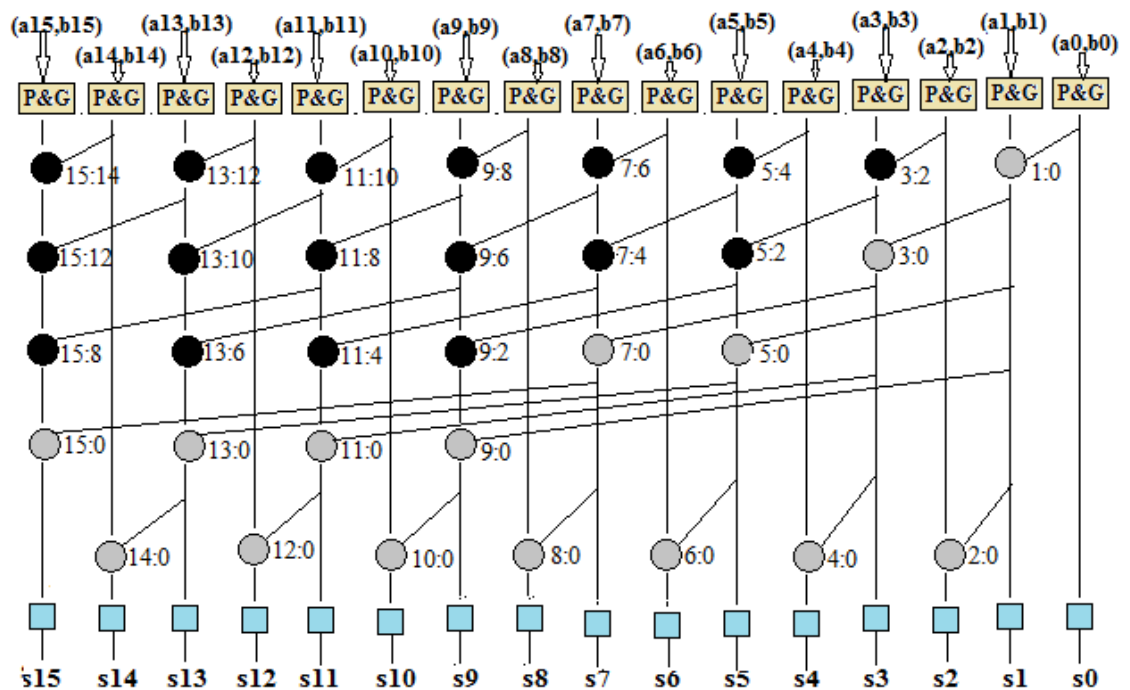 (a15,b15) (a13,b13) (a11,b11) (a9,b9) (a7,b7) (a5,b5) (a3,b3) (a1,b1)
(a14,b14) (a12,b12) (a10,b10) (a8,b8) (a6,b6) (a4,b4) (a2,b2) (a0,b0)
P&G P&G P&G P&G P&G P&G P&G P&G P&G P&G P&G P&G P&G P&G P&G P&G
15:14 13:12 11:10 9:8 7:6 5:4 3:2 1:0
15:12 13:10 11:8 9:6 7:4 5:2 3:0
15:8 13:6 11:4 9:2 7:0 5:0
15:0 13:0 11:0 9:0
14:0 12:0 10:0 8:0 6:0 4:0 2:0
s15 s14 s13 s12 s11 s10 s9 s8 s7 s6 s5 s4 s3 s2 s1 s0